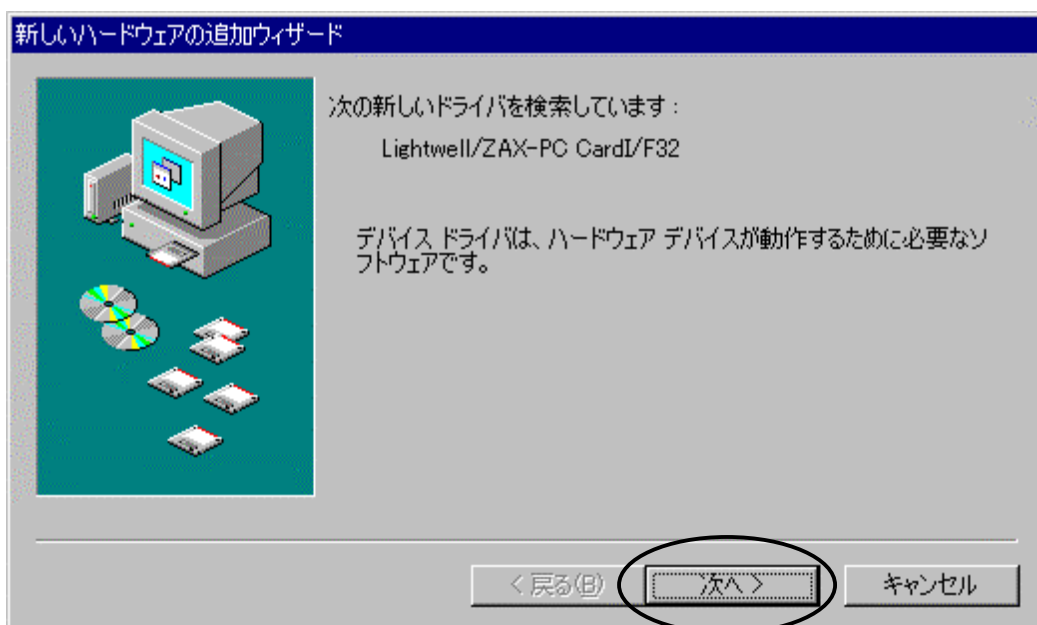 新しいハードウェアの追加ウィザード
次の新しいドライバを検索しています：
Lightwell/ZAX-PC CardI/F32
デバイス ドライバは、ハードウェア デバイスが動作するために必要なソ
フトウェアです。
< 戻る(B)
次へ >
キャンセル